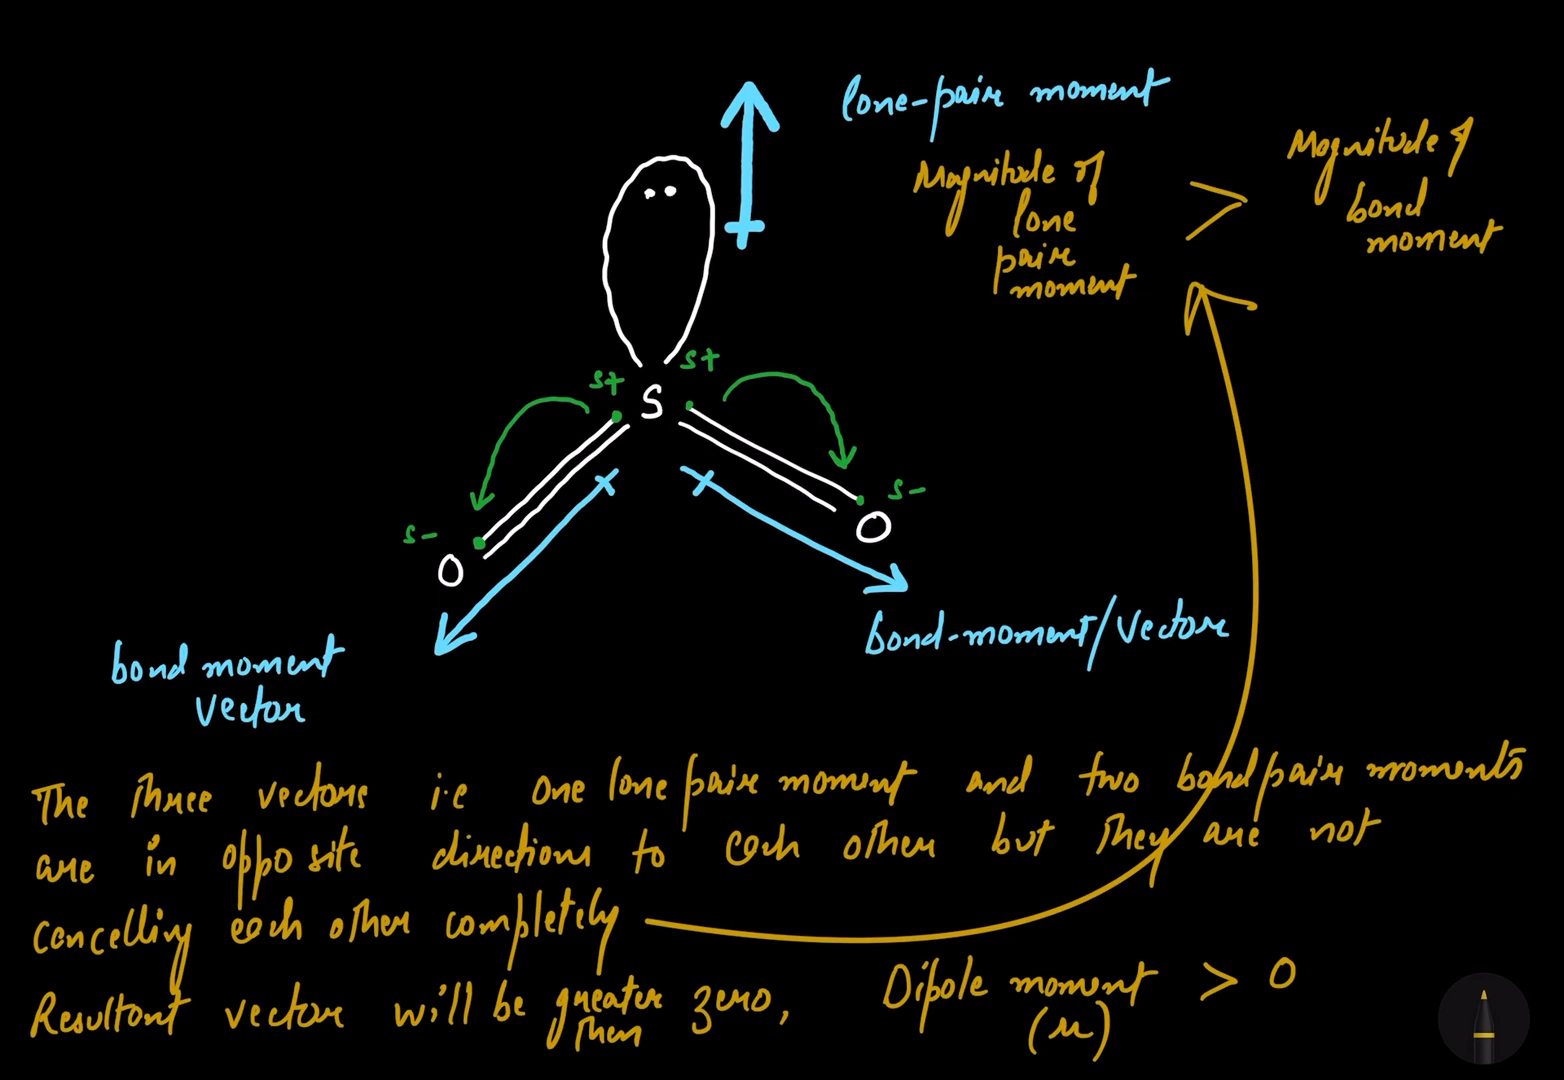 lone-pair moment
Magnitude of
lone
pair
moment
>
Magnitude of
bond
moment
..
S
δ+
δ+
δ-
δ-
O
O
bond moment
vector
bond-moment/vector
The three vectors i.e one lone pair moment and two bond pair moments
are in opposite directions to each other but they are not
cancelling each other completely
Resultant vector will be greater
then
zero,
Dipole moment > 0
(μ)